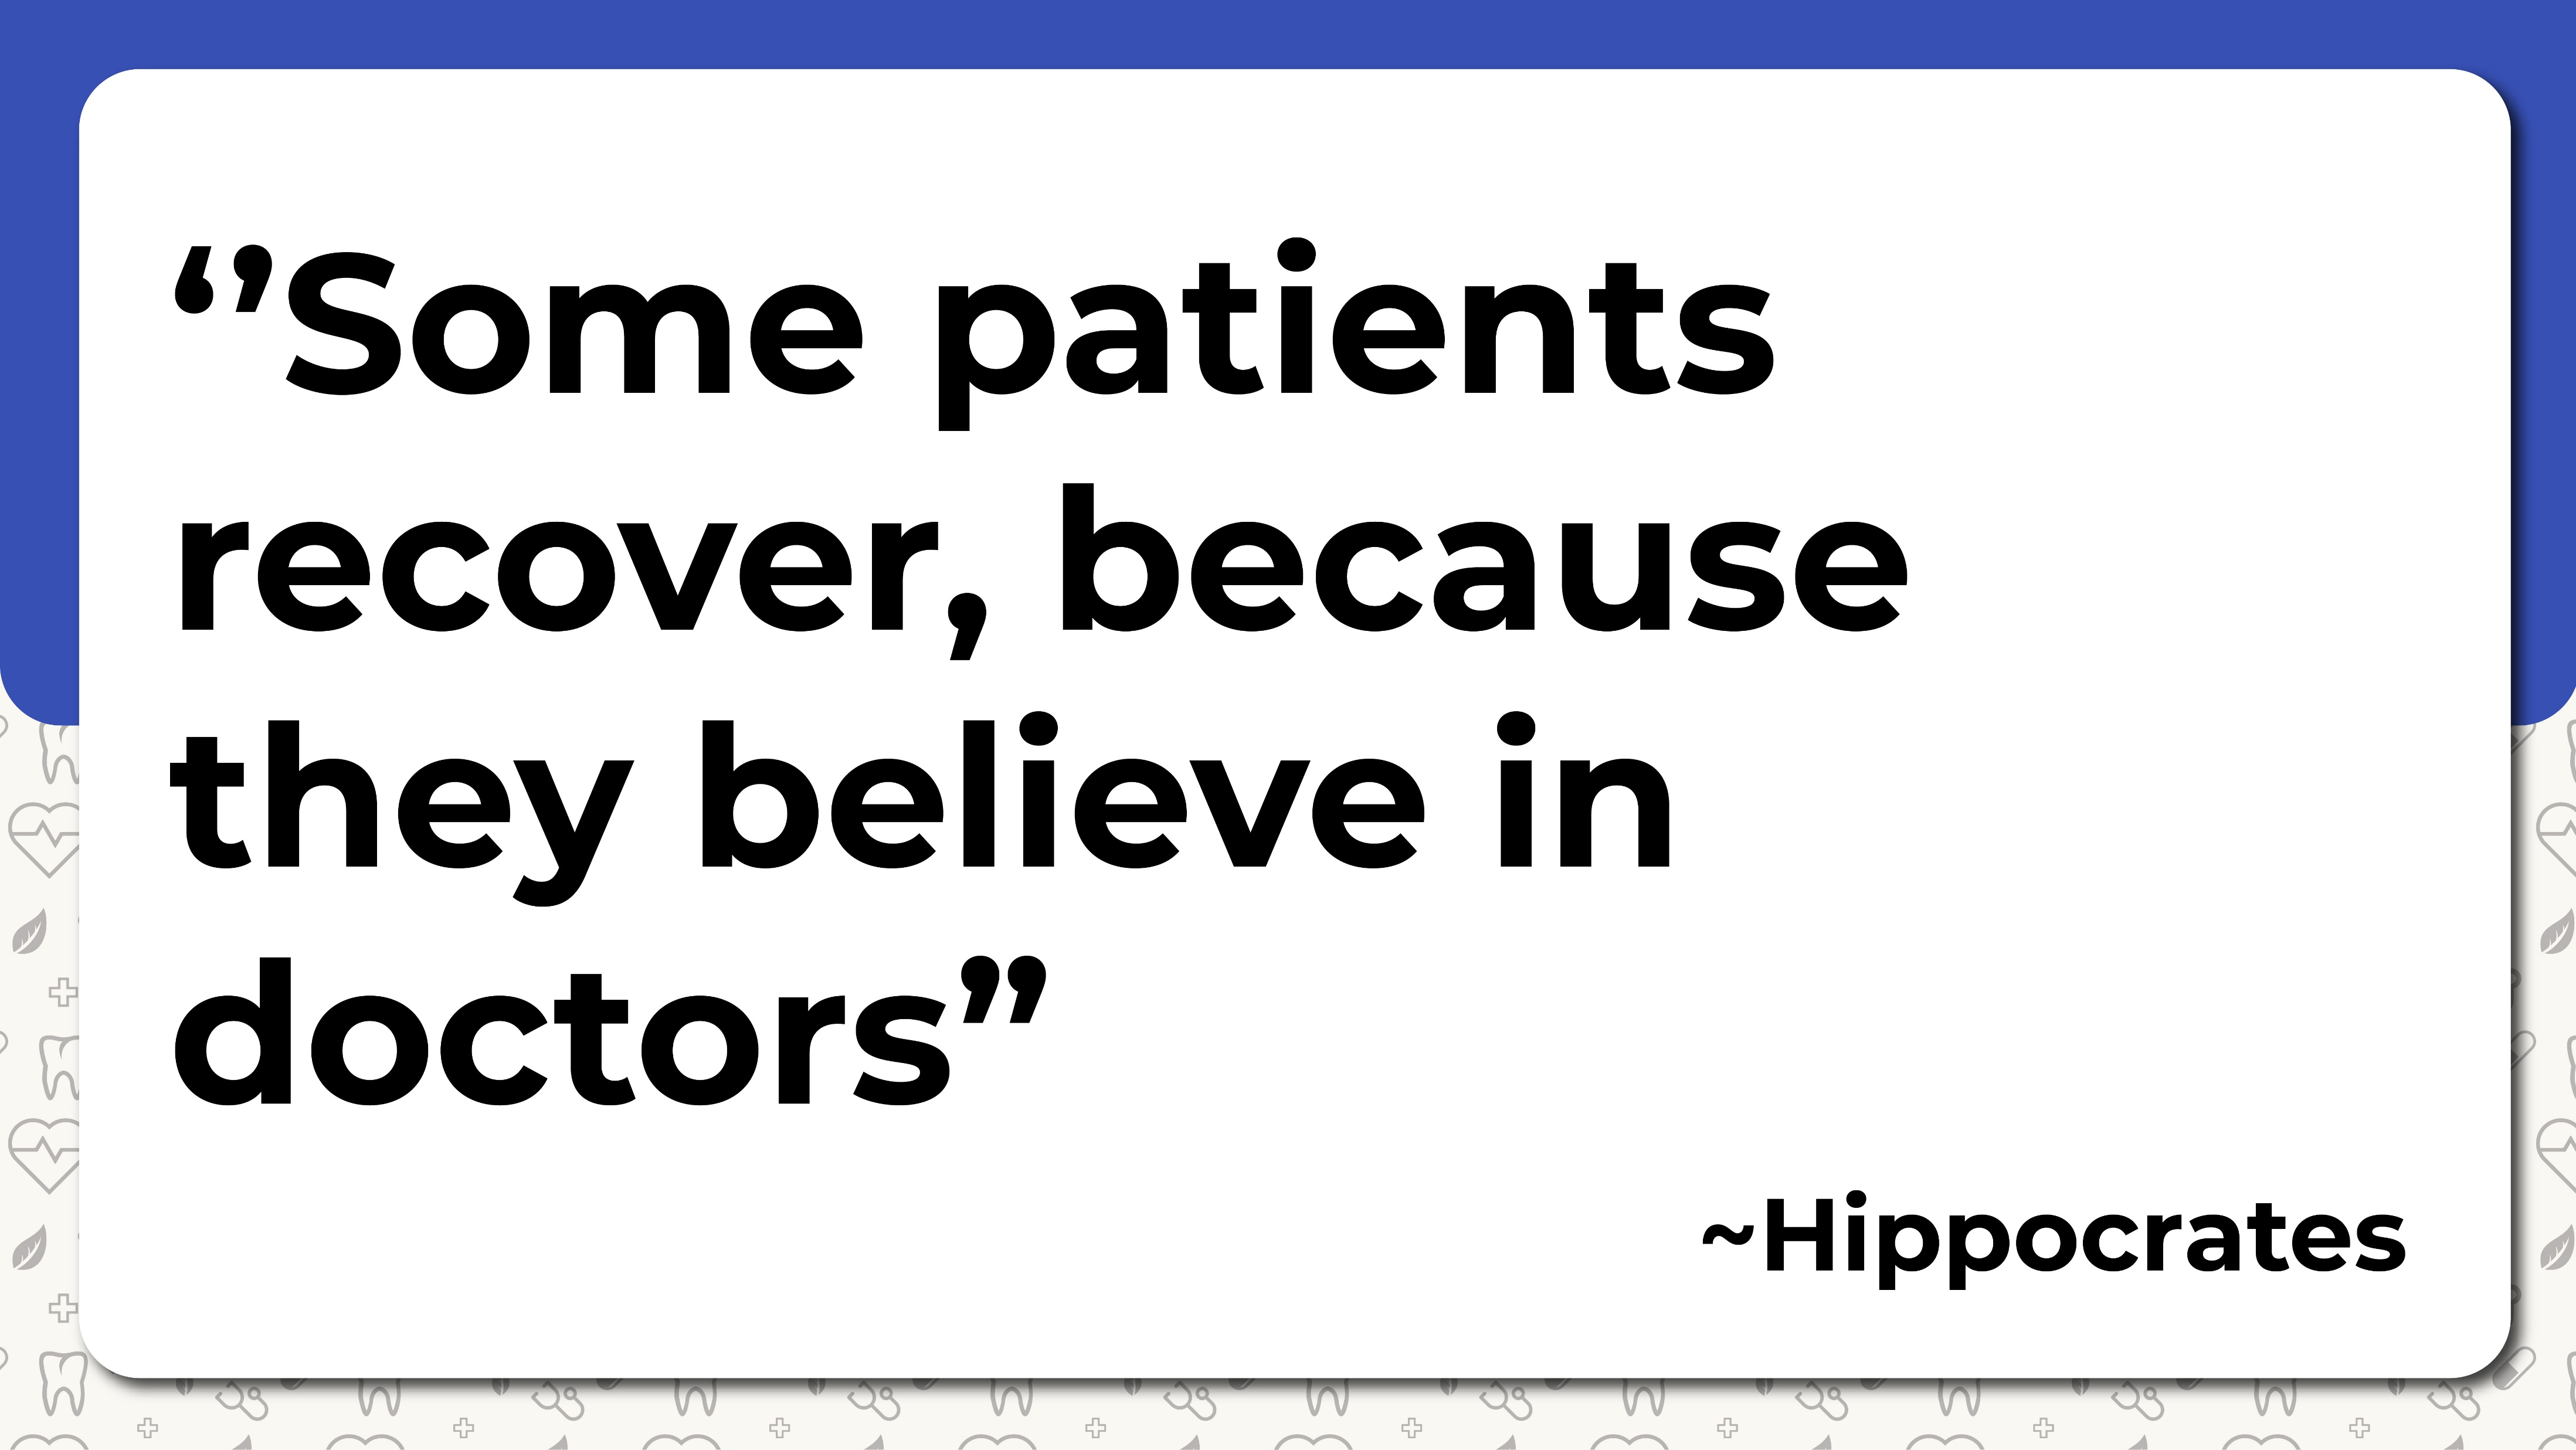 ‘’Some patients
recover, because
they believe in
doctors”
~Hippocrates